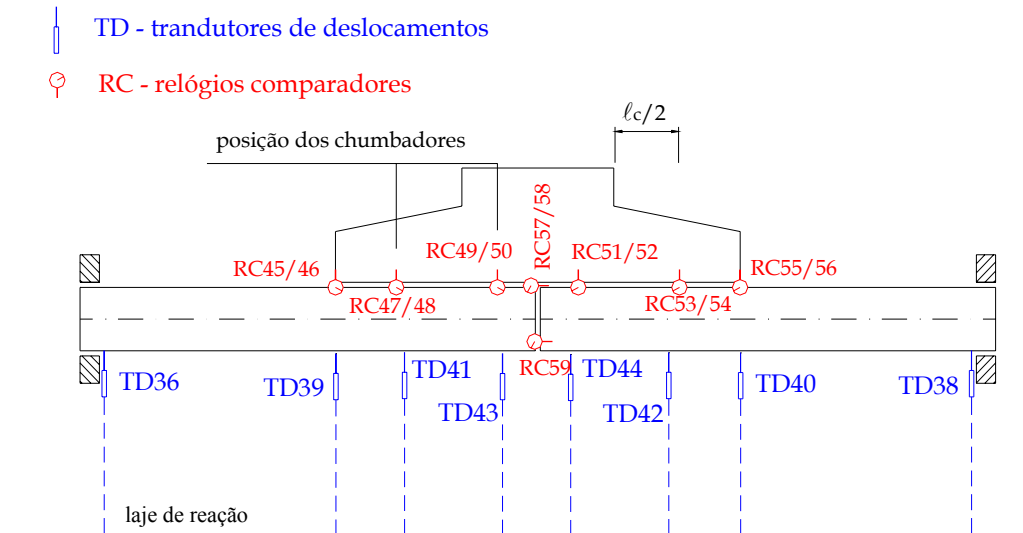 TD - trandutores de deslocamentos
RC - relógios comparadores
ℓc/2
posição dos chumbadores
RC57/58
RC49/50
RC51/52
RC45/46
RC55/56
RC47/48
RC53/54
RC59
TD36
TD39
TD41
TD43
TD44
TD42
TD40
TD38
laje de reação